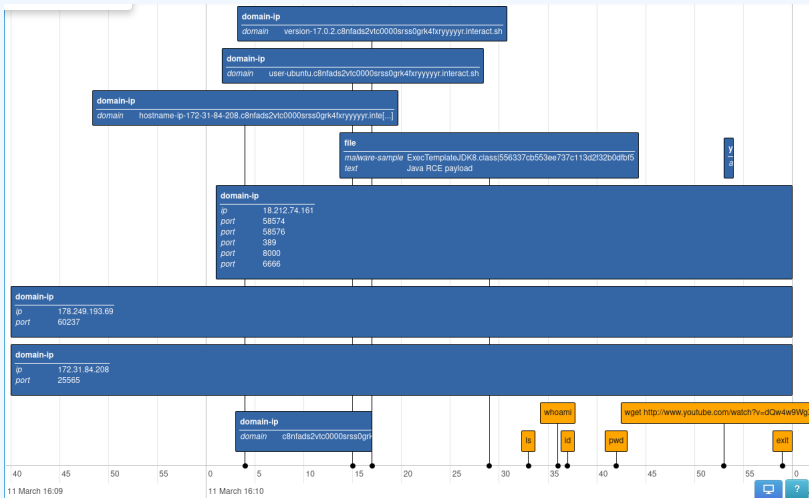 domain-ip
domain version-17.0.2.c8nfads2vtc0000srss0grk4fxryyyyyr.interact.sh
domain-ip
domain user-ubuntu.c8nfads2vtc0000srss0grk4fxryyyyyr.interact.sh
domain-ip
domain hostname-ip-172-31-84-208.c8nfads2vtc0000srss0grk4fxryyyyyr.inte[...]
file
malware-sample ExecTemplateJDK8.class|556337cb553ee737c113d2f32b0dfbf5
text Java RCE payload
y
a
domain-ip
ip 18.212.74.161
port 58574
port 58576
port 389
port 8000
port 6666
domain-ip
ip 178.249.193.69
port 60237
domain-ip
ip 172.31.84.208
port 25565
whoami
wget http://www.youtube.com/watch?v=dQw4w9Wg
domain-ip
domain c8nfads2vtc0000srss0grk
ls
id
pwd
exit
40 45 50 55 0 5 10 15 20 25 30 35 40 45 50 55 0
11 March 16:09 11 March 16:10
?